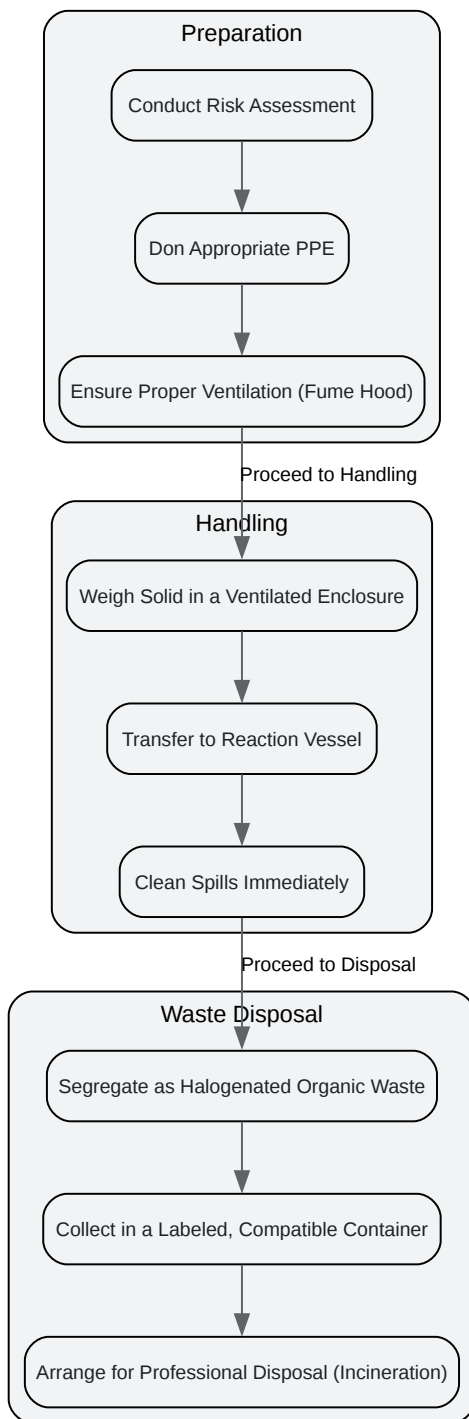 Preparation
Conduct Risk Assessment
Don Appropriate PPE
Ensure Proper Ventilation (Fume Hood)
Proceed to Handling
Handling
Weigh Solid in a Ventilated Enclosure
Transfer to Reaction Vessel
Clean Spills Immediately
Proceed to Disposal
Waste Disposal
Segregate as Halogenated Organic Waste
Collect in a Labeled, Compatible Container
Arrange for Professional Disposal (Incineration)